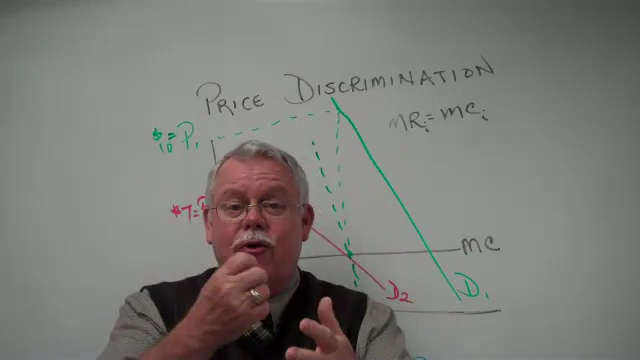 PRICE DISCRIMINATION
MRi = MCi
$10 = P1
$7 = P
MC
D2
D1